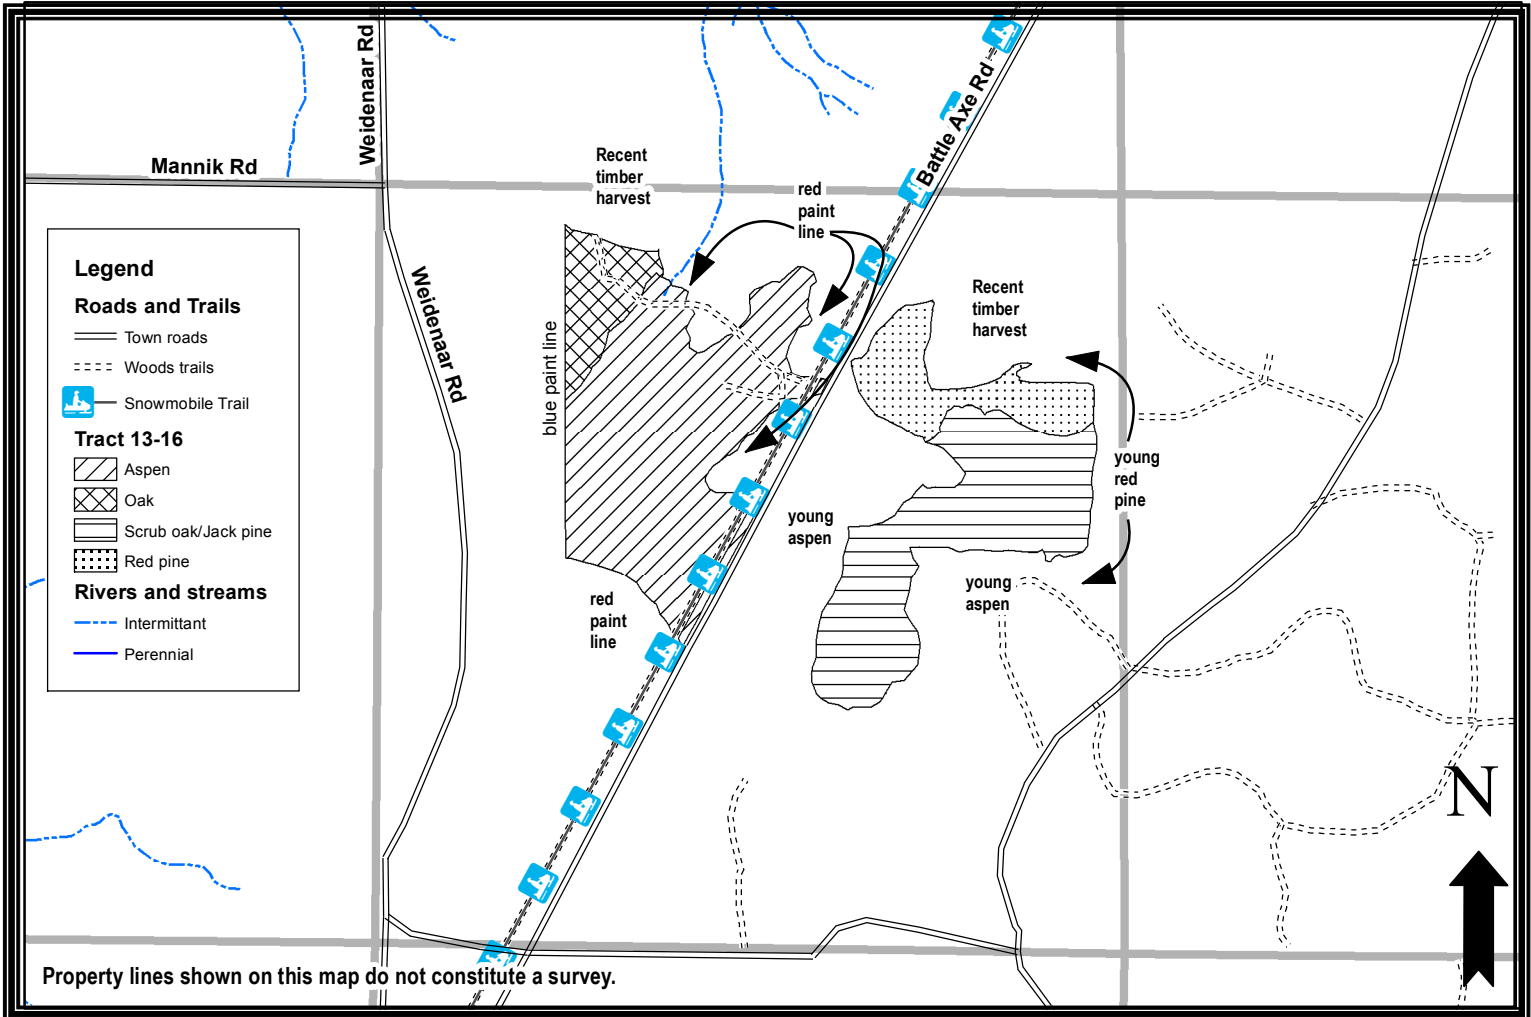 Weidenaar Rd
Mannik Rd
Battle Axe Rd
Recent
timber
harvest
red
paint
line
Legend
Roads and Trails
Town roads
Woods trails
Snowmobile Trail
Tract 13-16
Aspen
Oak
Scrub oak/Jack pine
Red pine
Rivers and streams
Intermittant
Perennial
Weidenaar Rd
blue paint line
Recent
timber
harvest
young
red
pine
young
aspen
young
aspen
red
paint
line
N
Property lines shown on this map do not constitute a survey.